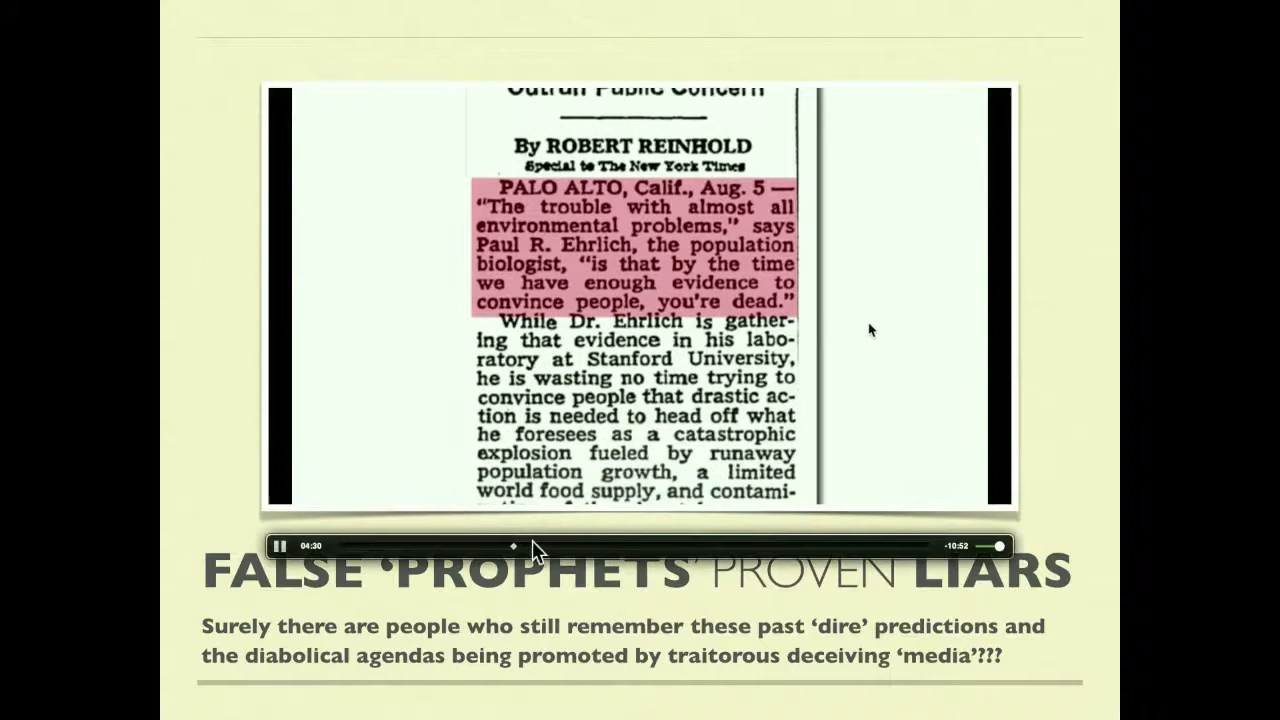 Outrun Public Concern
By ROBERT REINHOLD
Special to The New York Times
PALO ALTO, Calif., Aug. 5 —
“The trouble with almost all
environmental problems,” says
Paul R. Ehrlich, the population
biologist, “is that by the time
we have enough evidence to
convince people, you’re dead.”
While Dr. Ehrlich is gather-
ing that evidence in his labo-
ratory at Stanford University,
he is wasting no time trying to
convince people that drastic ac-
tion is needed to head off what
he foresees as a catastrophic
explosion fueled by runaway
population growth, a limited
world food supply, and contami-
04:30
-10:52
FALSE ‘PROPHETS’ PROVEN LIARS
Surely there are people who still remember these past ‘dire’ predictions and
the diabolical agendas being promoted by traitorous deceiving ‘media’???